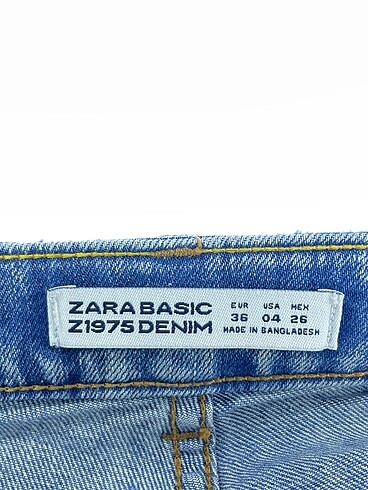 ZARA BASIC
Z1975 DENIM
EUR USA MEX
36 04 26
MADE IN BANGLADESH